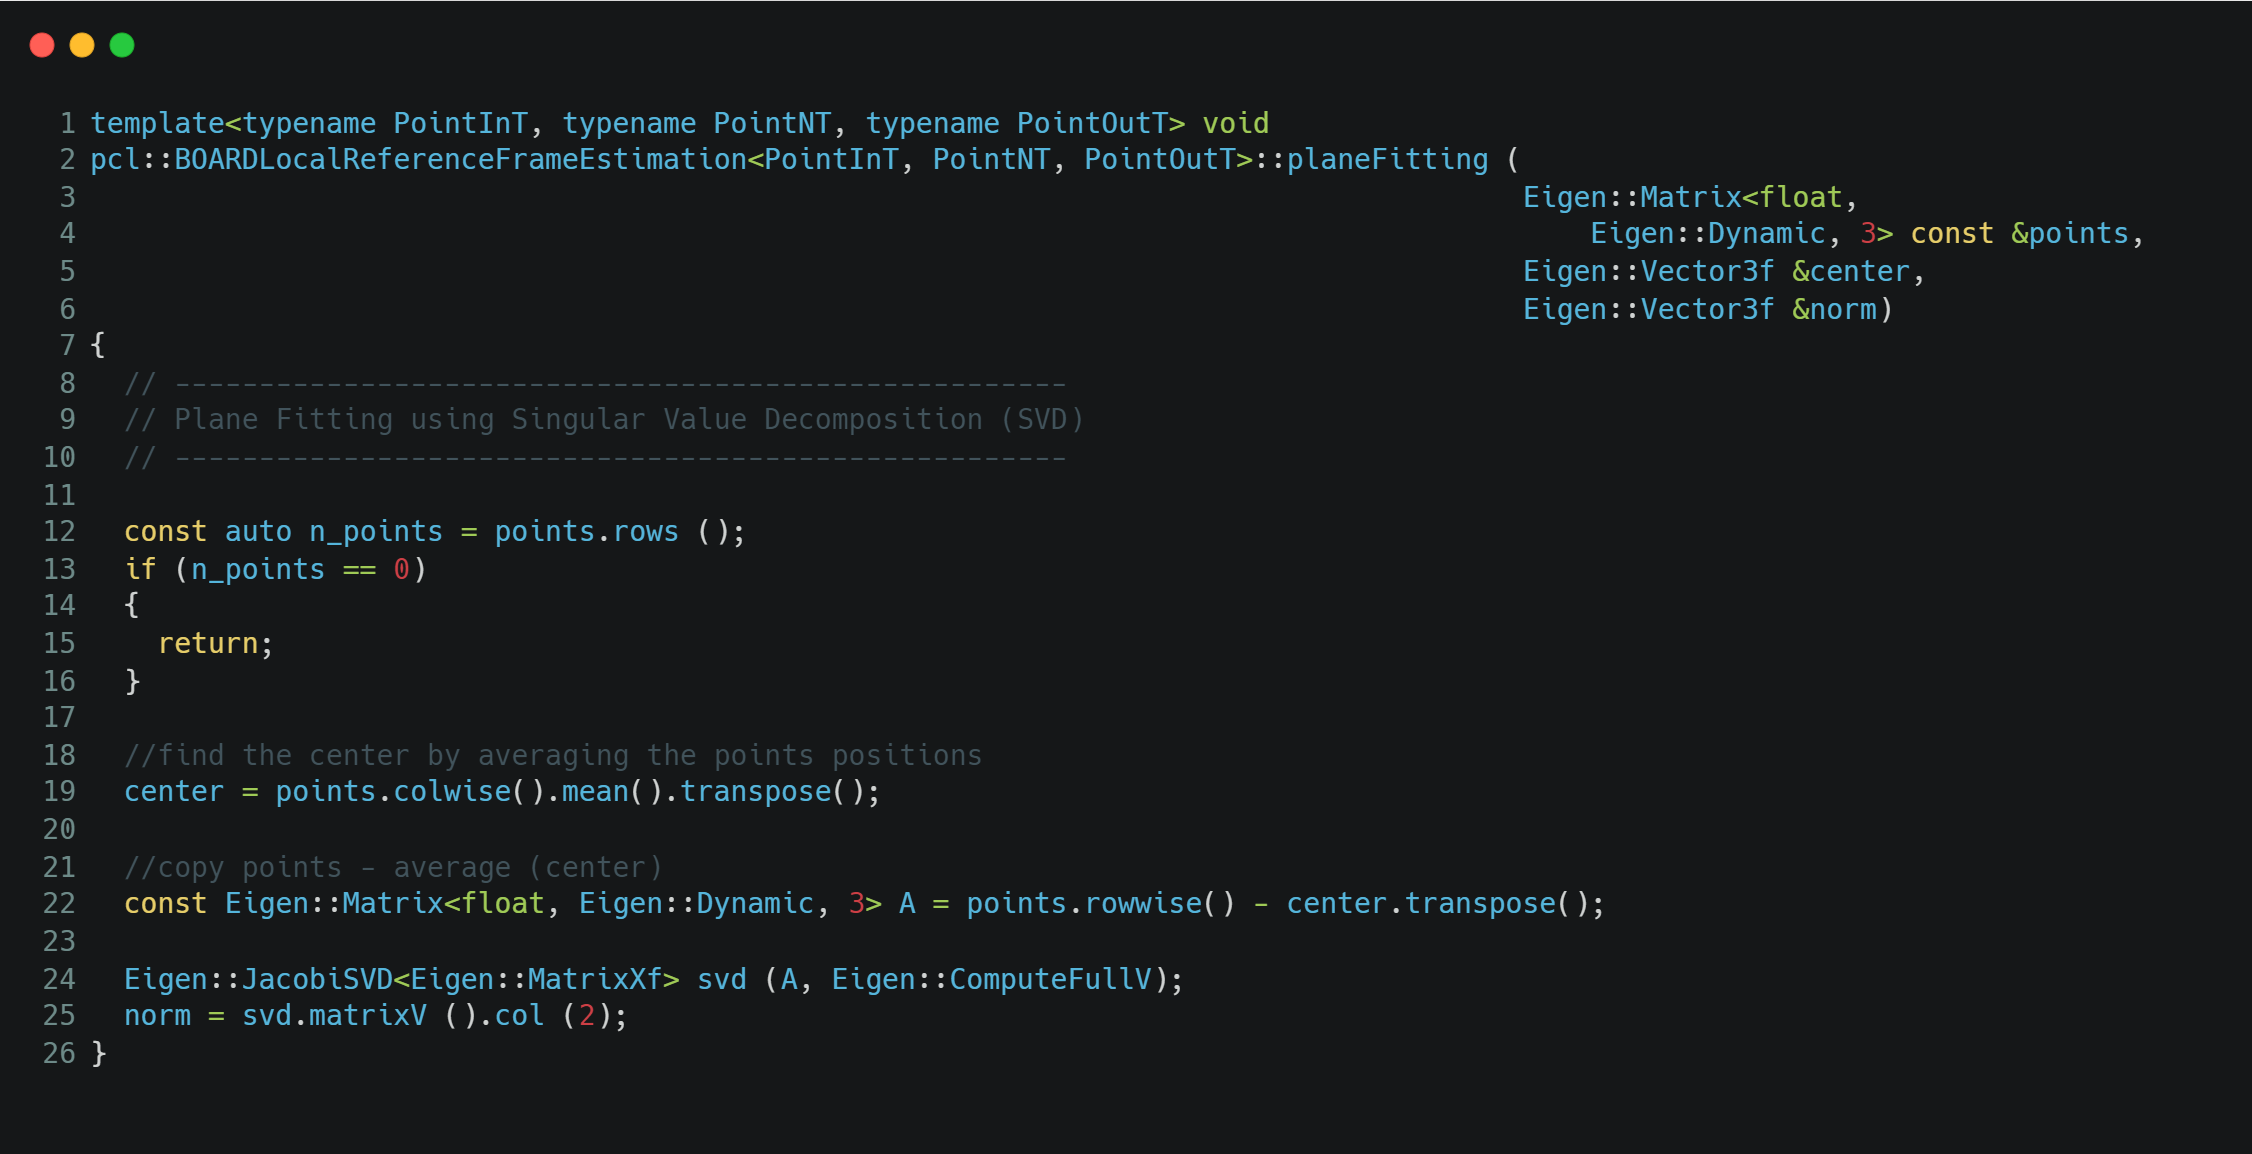 1 template<typename PointInT, typename PointNT, typename PointOutT> void
2 pcl::BOARDLocalReferenceFrameEstimation<PointInT, PointNT, PointOutT>::planeFitting (
3                                                                                      Eigen::Matrix<float,
4                                                                                          Eigen::Dynamic, 3> const &points,
5                                                                                      Eigen::Vector3f &center,
6                                                                                      Eigen::Vector3f &norm)
7 {
8   // -----------------------------------------------------
9   // Plane Fitting using Singular Value Decomposition (SVD)
10   // -----------------------------------------------------
11
12   const auto n_points = points.rows ();
13   if (n_points == 0)
14   {
15     return;
16   }
17
18   //find the center by averaging the points positions
19   center = points.colwise().mean().transpose();
20
21   //copy points - average (center)
22   const Eigen::Matrix<float, Eigen::Dynamic, 3> A = points.rowwise() - center.transpose();
23
24   Eigen::JacobiSVD<Eigen::MatrixXf> svd (A, Eigen::ComputeFullV);
25   norm = svd.matrixV ().col (2);
26 }